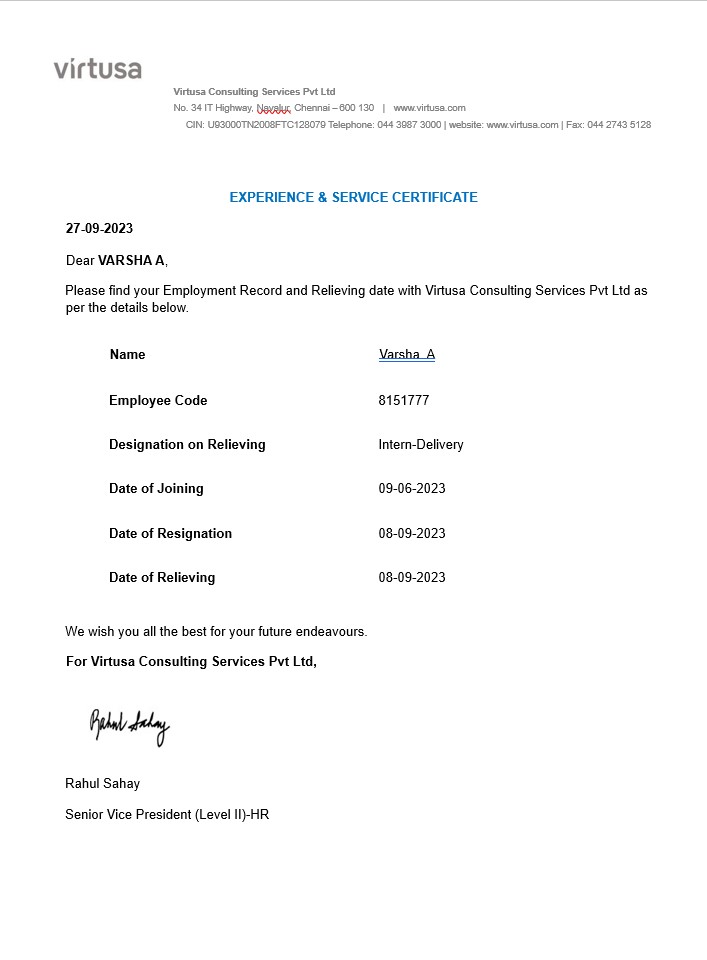 virtusa
Virtusa Consulting Services Pvt Ltd
No. 34 IT Highway, Navalur, Chennai – 600 130 | www.virtusa.com
CIN: U93000TN2008FTC128079 Telephone: 044 3987 3000 | website: www.virtusa.com | Fax: 044 2743 5128
EXPERIENCE & SERVICE CERTIFICATE
27-09-2023
Dear VARSHA A,
Please find your Employment Record and Relieving date with Virtusa Consulting Services Pvt Ltd as
per the details below.
Name Varsha A
Employee Code 8151777
Designation on Relieving Intern-Delivery
Date of Joining 09-06-2023
Date of Resignation 08-09-2023
Date of Relieving 08-09-2023
We wish you all the best for your future endeavours.
For Virtusa Consulting Services Pvt Ltd,
Rahul Sahay
Rahul Sahay
Senior Vice President (Level II)-HR